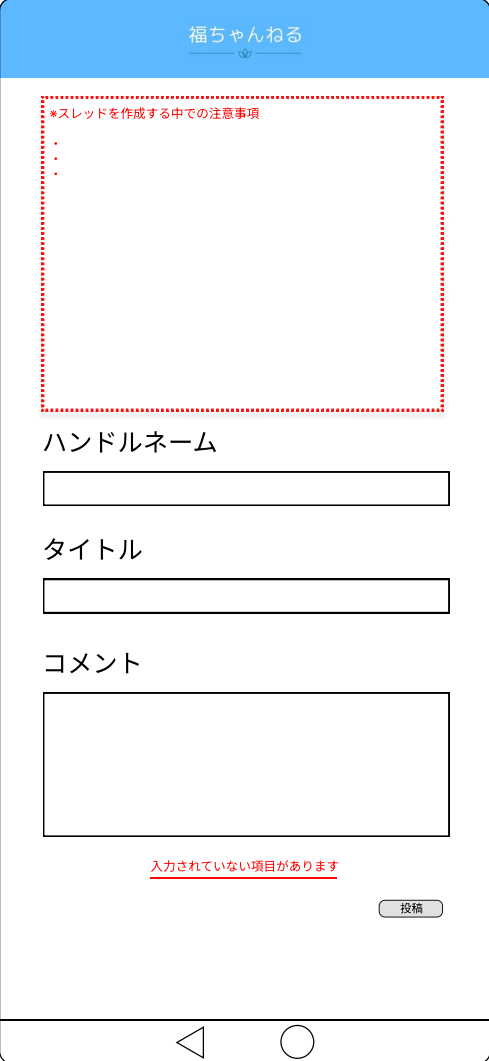 福ちゃんねる
※スレッドを作成する中での注意事項
・
・
・
ハンドルネーム
タイトル
コメント
入力されていない項目があります
投稿